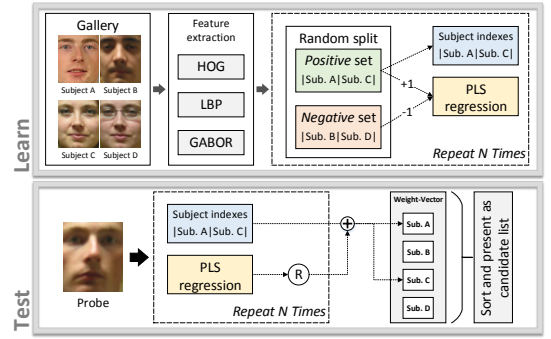 Learn
Gallery
Subject A
Subject B
Subject C
Subject D
Feature
extraction
HOG
LBP
GABOR
Random split
Positive set
|Sub. A|Sub. C|
Negative set
|Sub. B|Sub. D|
+1
-1
Subject indexes
|Sub. A|Sub. C|
PLS
regression
Repeat N Times
Test
Probe
Subject indexes
|Sub. A|Sub. C|
PLS
regression
R
+
Repeat N Times
Weight-Vector
Sub. A
Sub. B
Sub. C
Sub. D
Sort and present as
candidate list